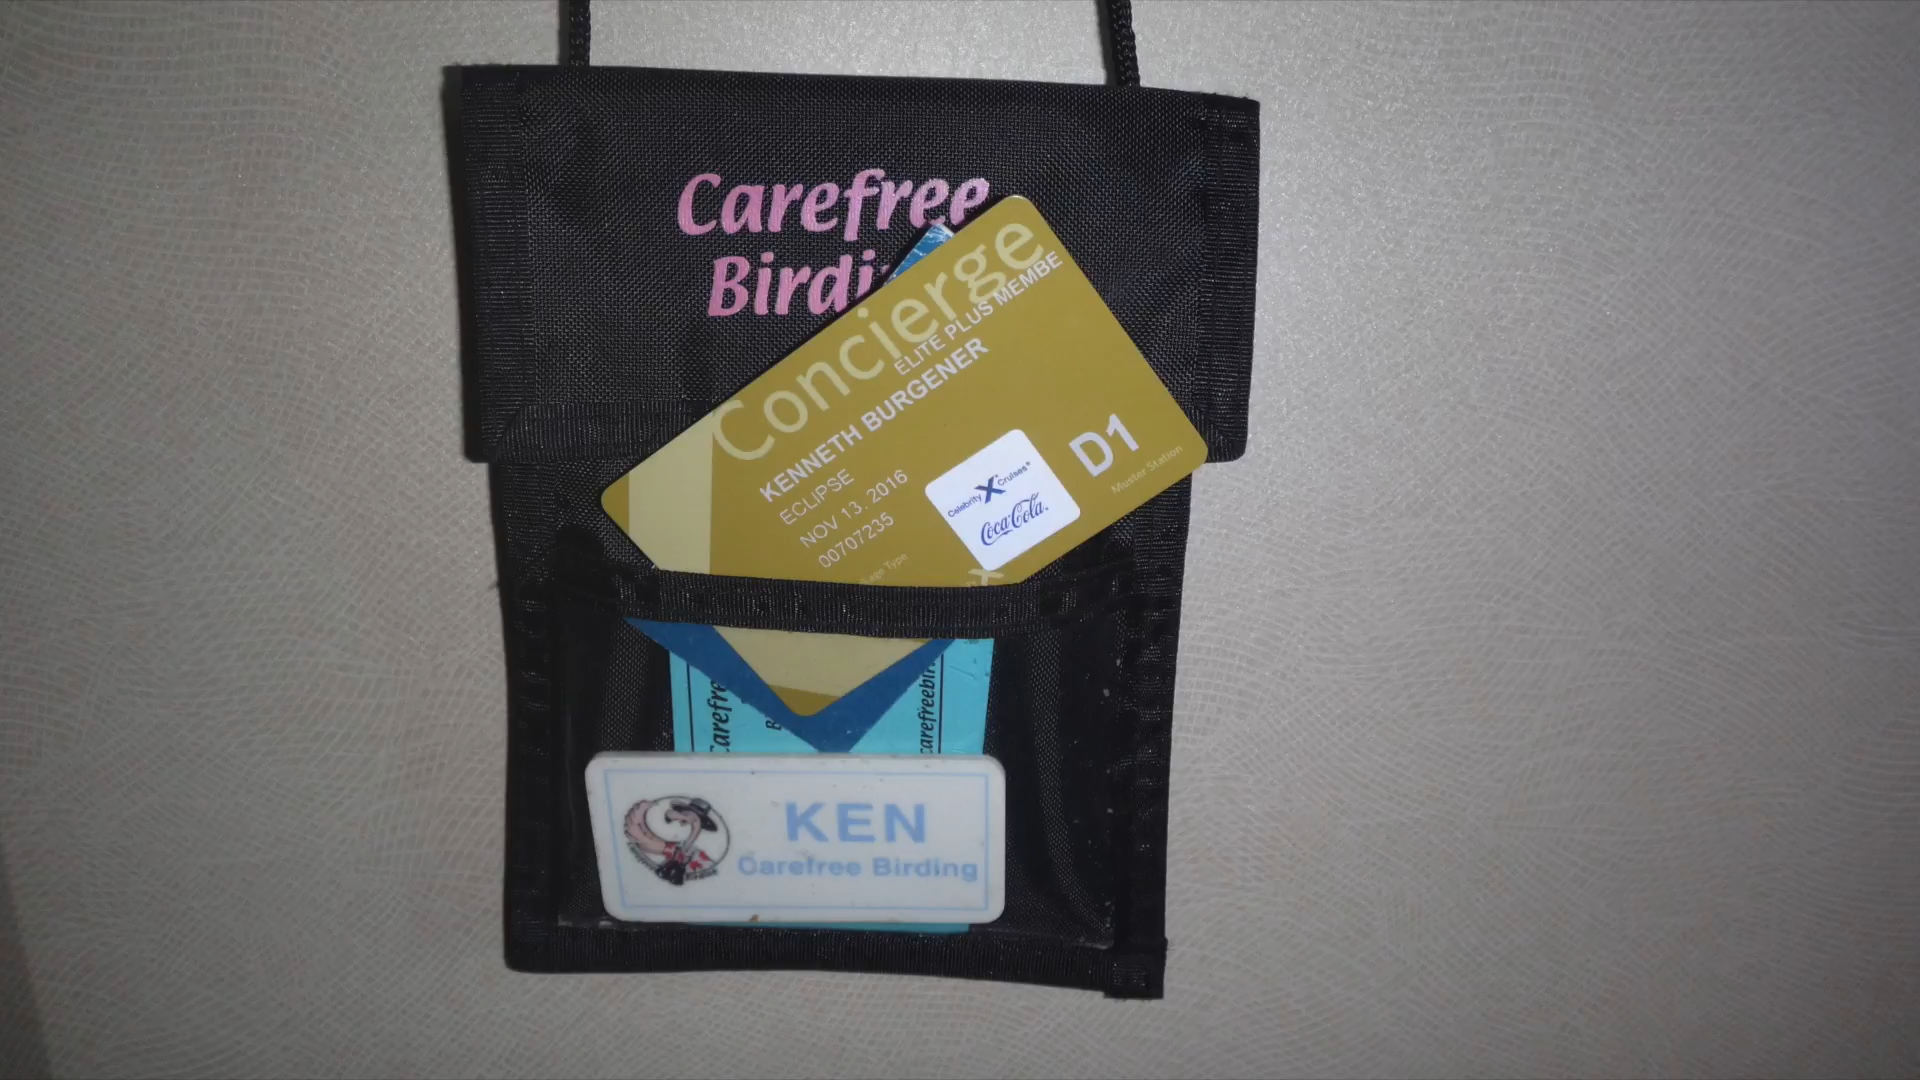 Carefree
Concierge
ELITE PLUS MEMBE
KENNETH BURGENER
ECLIPSE
NOV 13. 2016
00707235
D1
Muster Station
Celebrity X Cruises®
Coca-Cola®
KEN
Carefree Birding